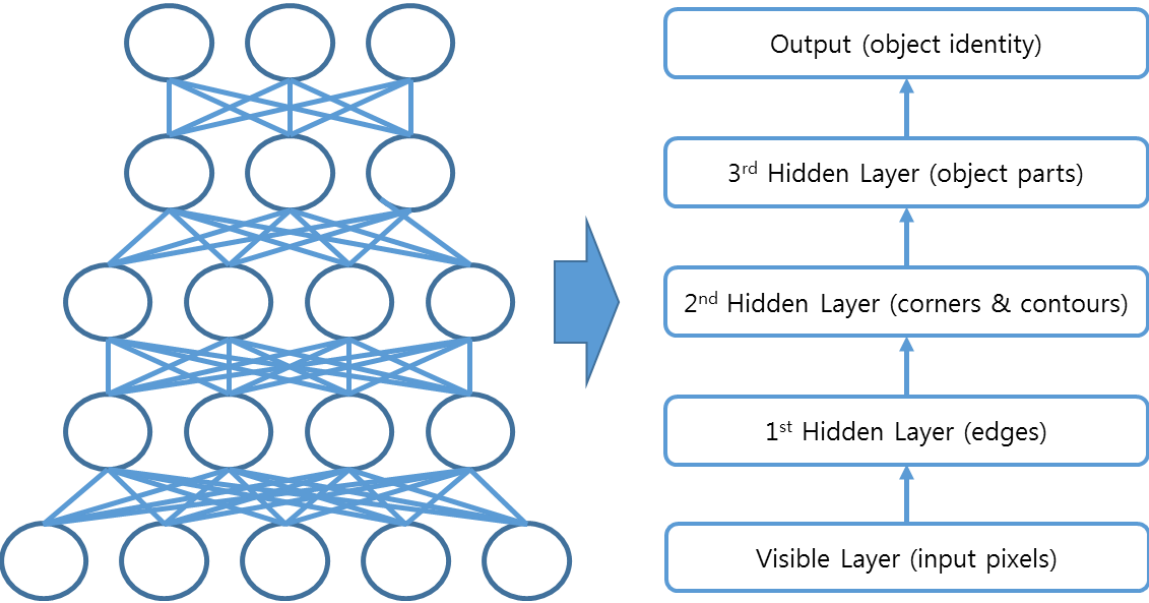 Output (object identity)
3rd Hidden Layer (object parts)
2nd Hidden Layer (corners & contours)
1st Hidden Layer (edges)
Visible Layer (input pixels)